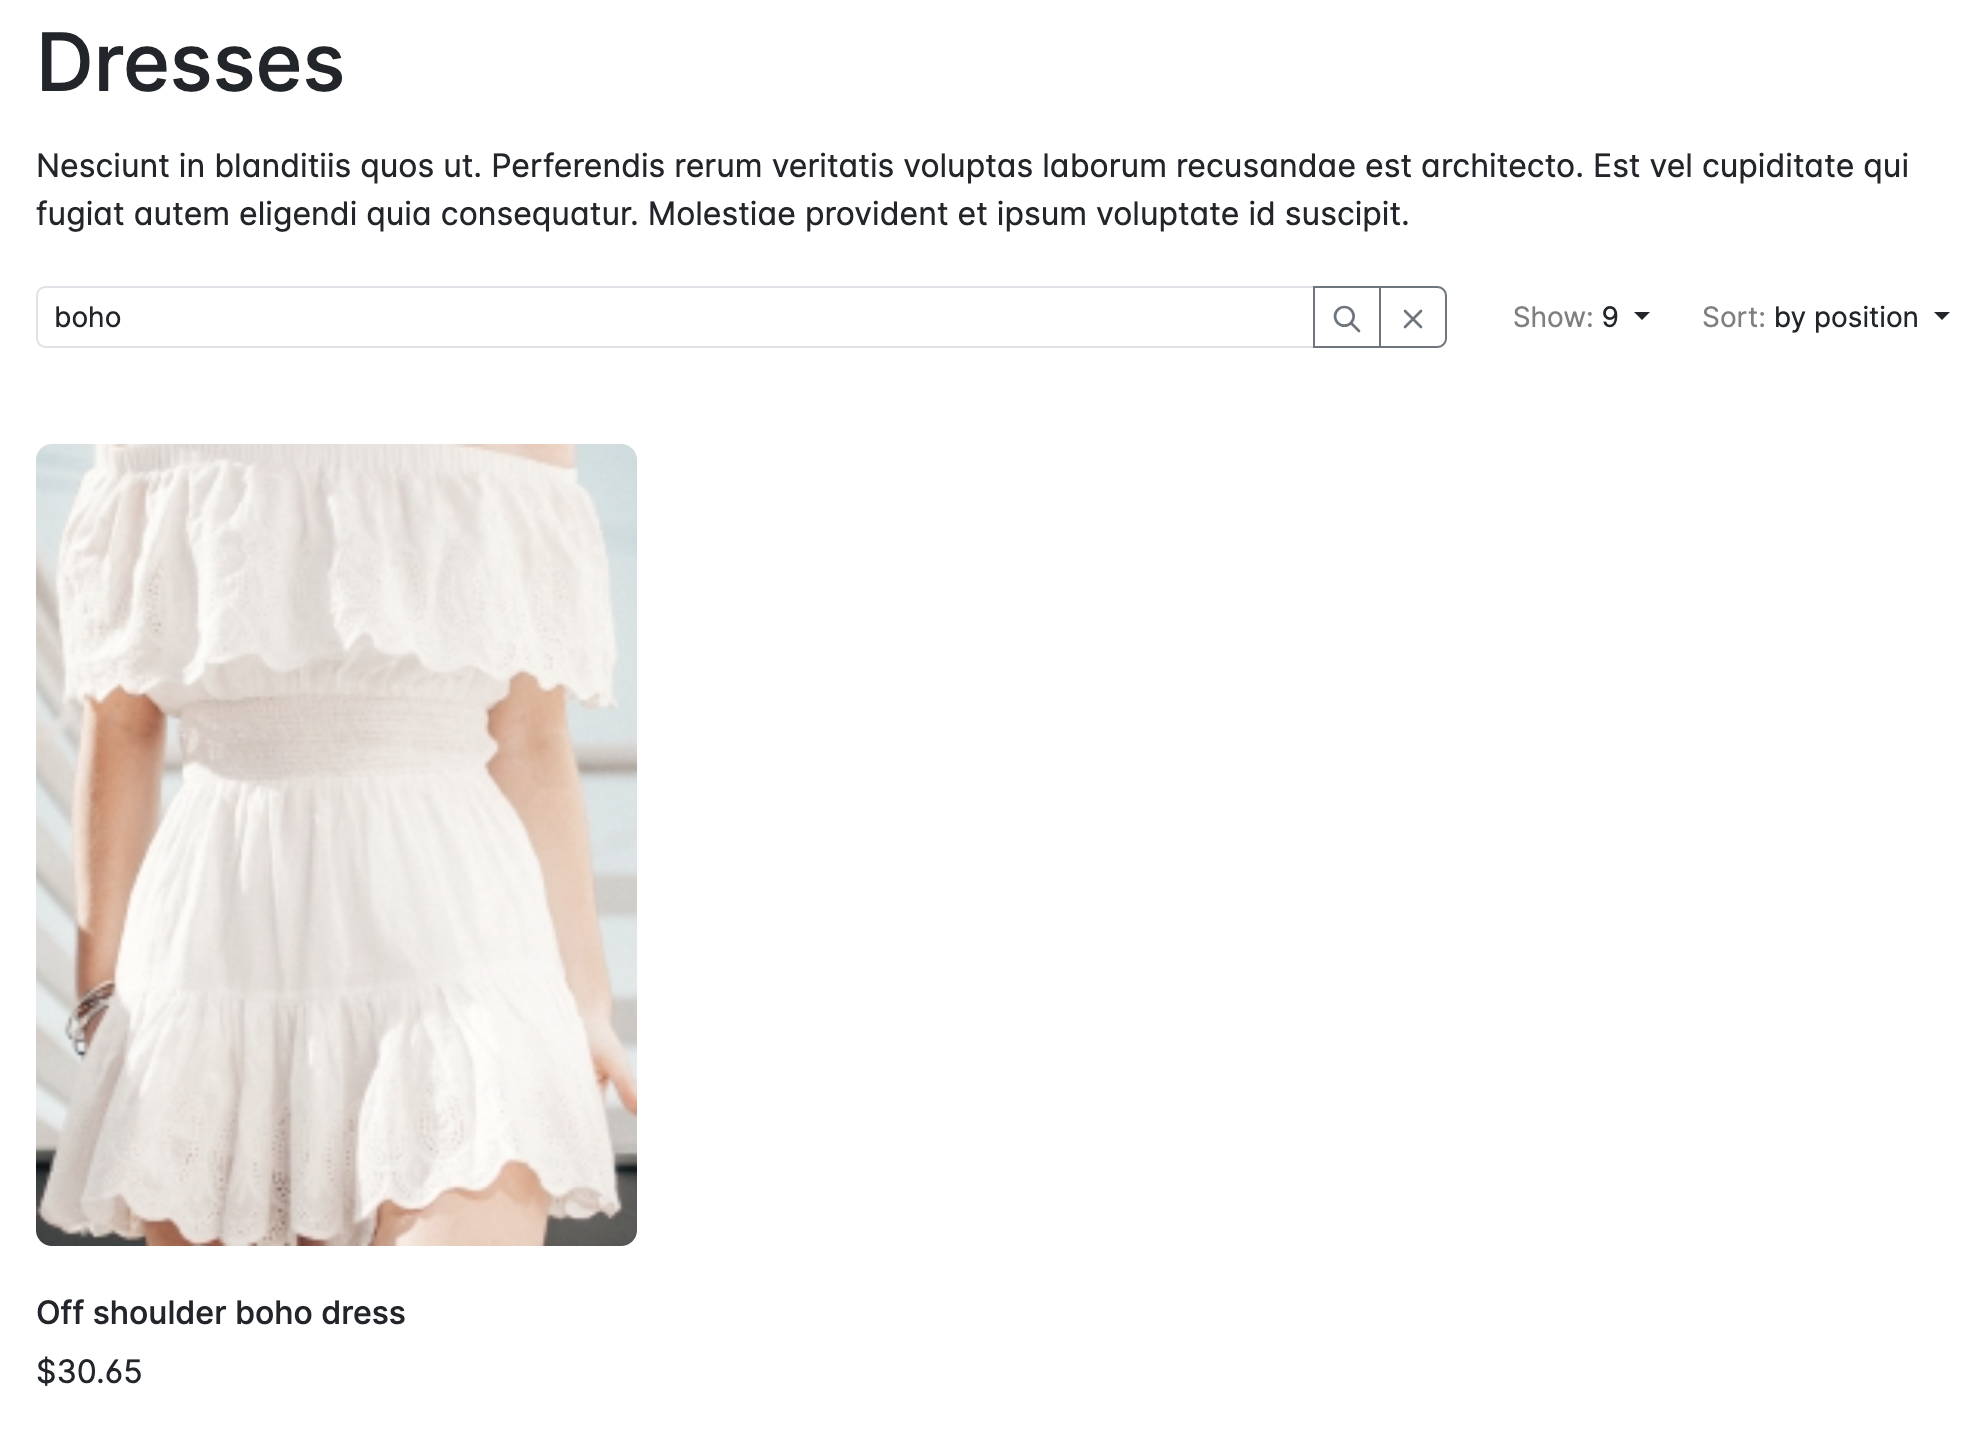 Dresses
Nesciunt in blanditiis quos ut. Perferendis rerum veritatis voluptas laborum recusandae est architecto. Est vel cupiditate qui
fugiat autem eligendi quia consequatur. Molestiae provident et ipsum voluptate id suscipit.
boho
Show: 9
Sort: by position
Off shoulder boho dress
$30.65